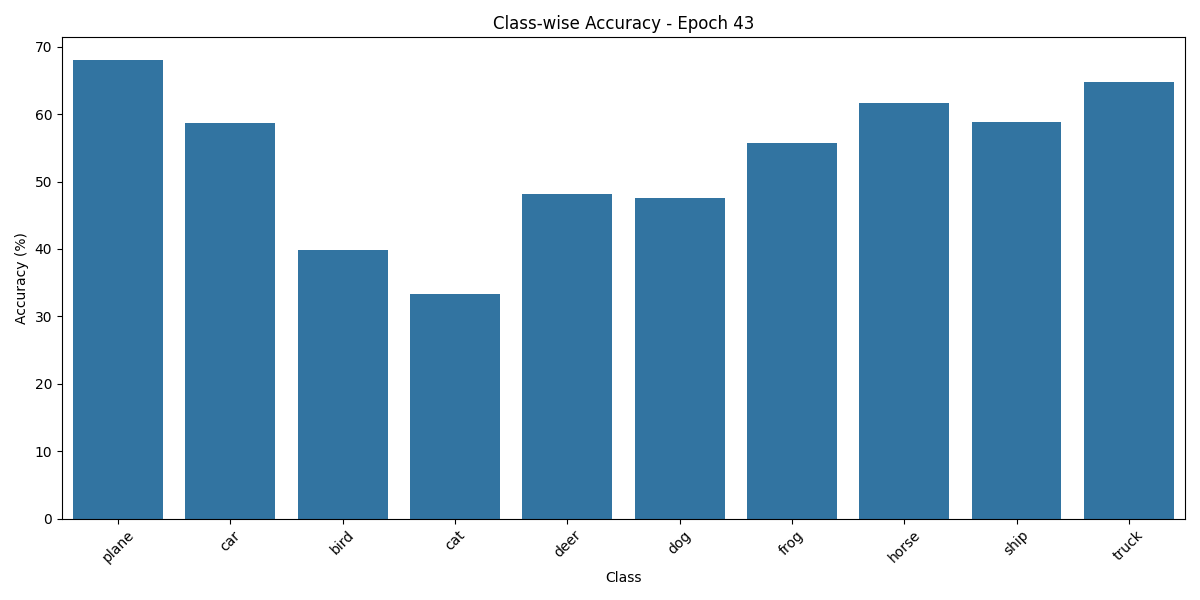 Class-wise Accuracy - Epoch 43
Accuracy (%)
70
60
50
40
30
20
10
0
plane
car
bird
cat
deer
dog
frog
horse
ship
truck
Class